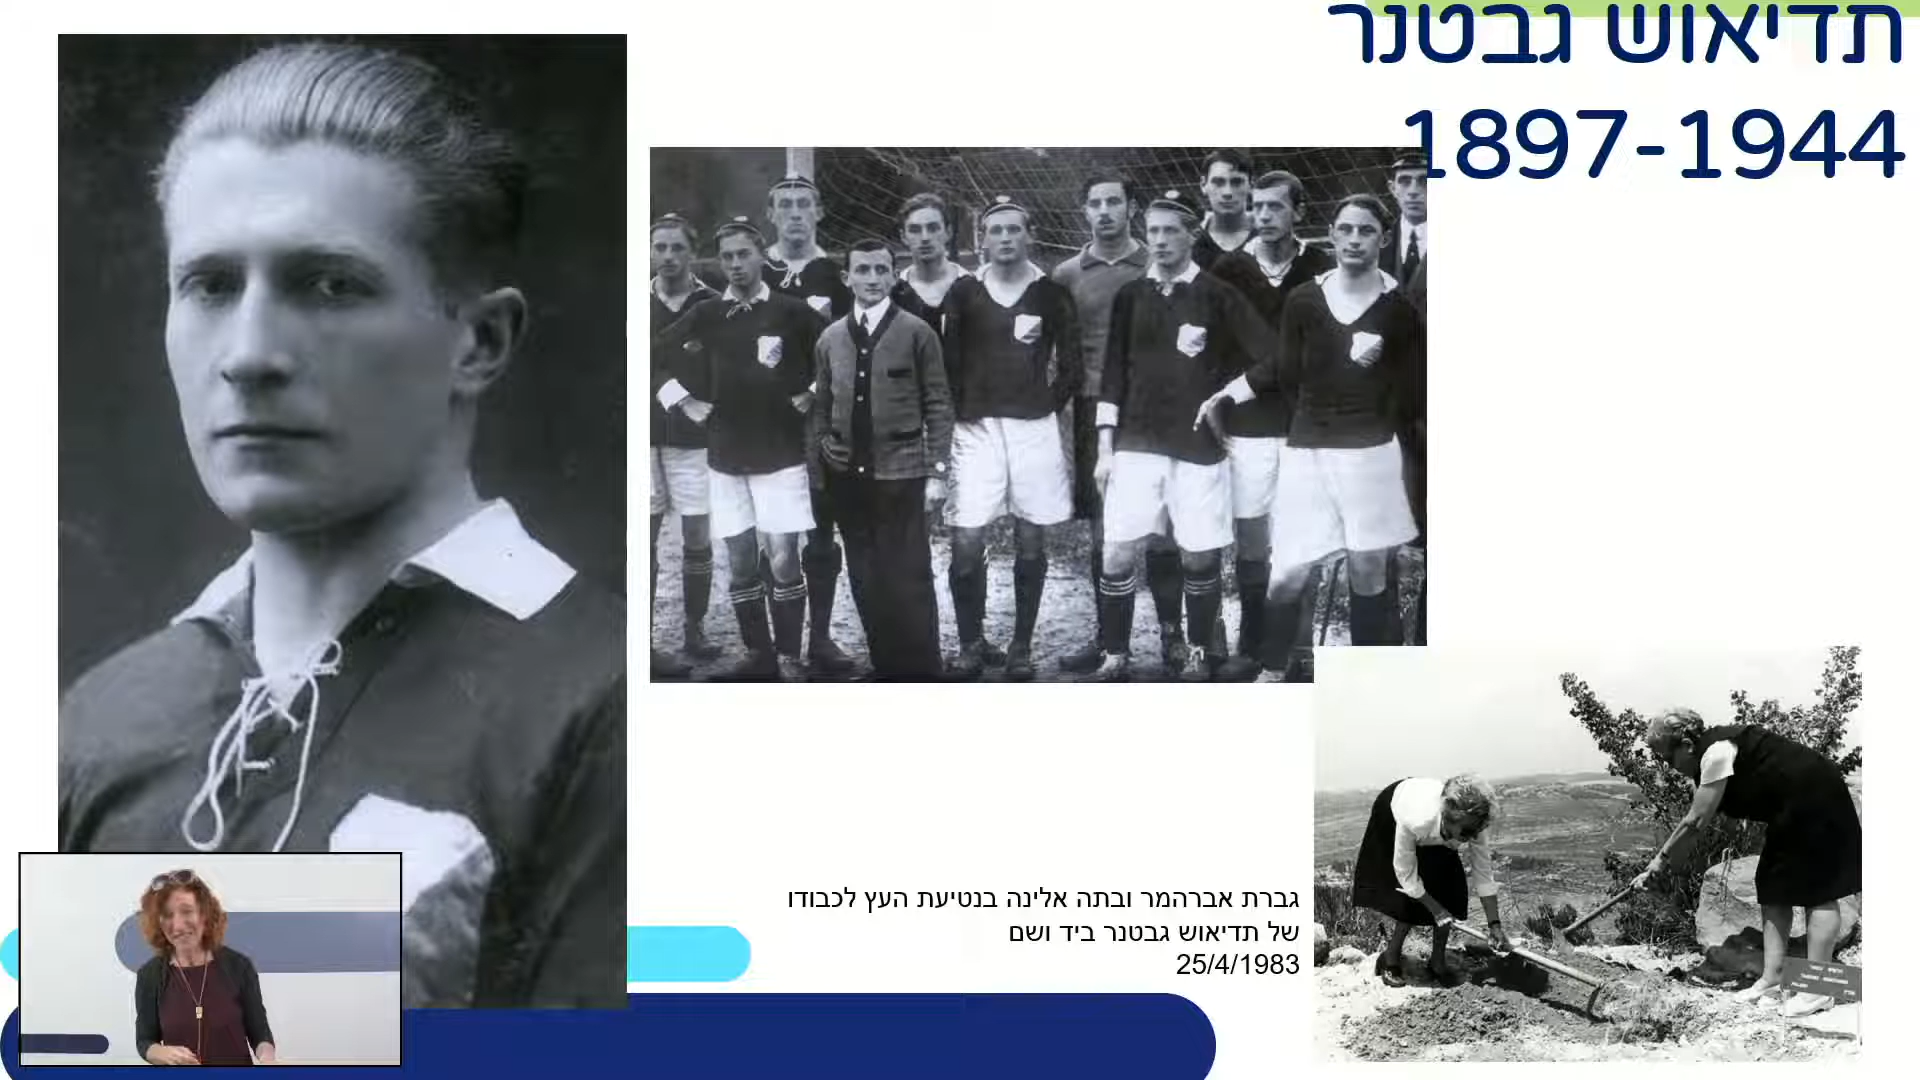 תדיאוש גבטנר
1897-1944
גברת אברהמר ובתה אלינה בנטיעת העץ לכבודו
של תדיאוש גבטנר ביד ושם
25/4/1983